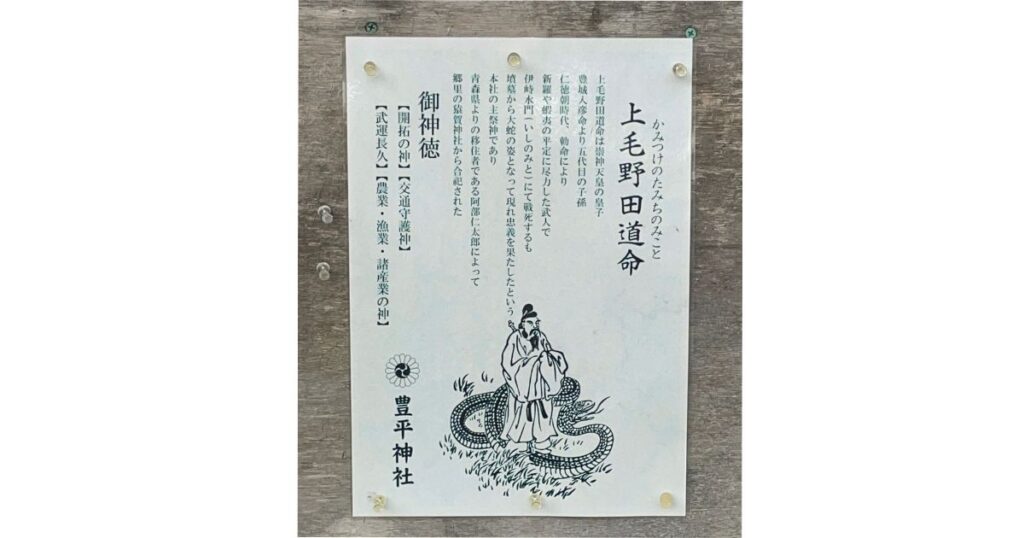 かみつけのたみちのみこと
上毛野田道命
上毛野田道命は崇神天皇の皇子
豊城入彦命より五代目の子孫
仁徳朝時代、勅命により
新羅や蝦夷の平定に尽力した武人で
伊峙水門(いしのみと)にて戦死するも
墳墓から大蛇の姿となって現れ忠義を果たしたという
本社の主祭神であり
青森県よりの移住者である阿部仁太郎によって
郷里の猿賀神社から合祀された
御神徳
【開拓の神】【交通守護神】
【武運長久】【農業・漁業・諸産業の神】
豊平神社